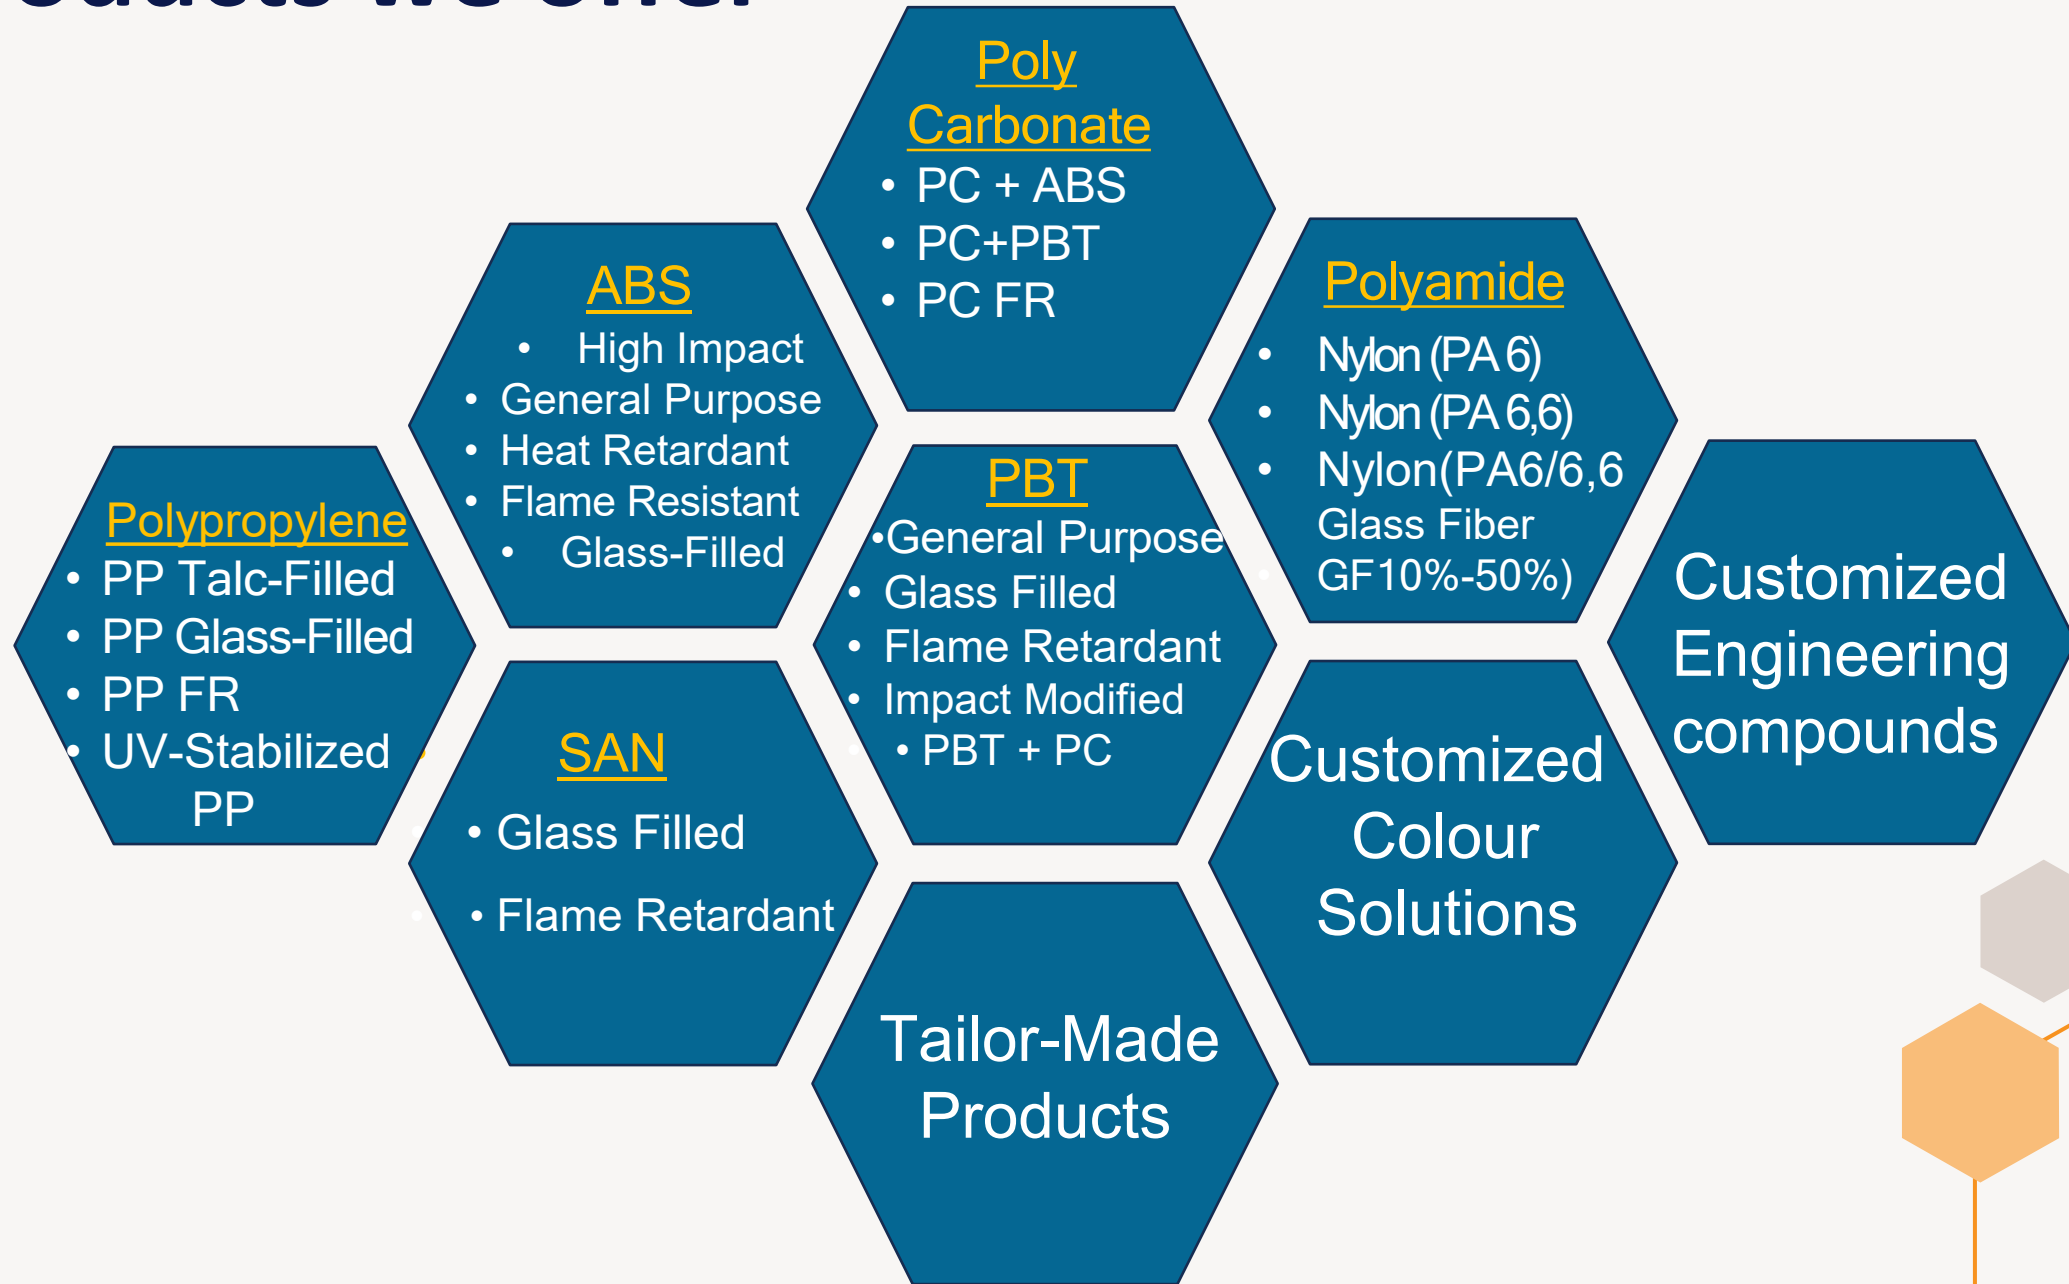 Poly
Carbonate
• PC + ABS
• PC+PBT
• PC FR
ABS
• High Impact
• General Purpose
• Heat Retardant
• Flame Resistant
• Glass-Filled
Polyamide
• Nylon (PA 6)
• Nylon (PA 6,6)
• Nylon(PA6/6,6
Glass Fiber
• GF10%-50%)
Polypropylene
• PP Talc-Filled
• PP Glass-Filled
• PP FR
• UV-Stabilized
PP
PBT
•General Purpose
• Glass Filled
• Flame Retardant
• Impact Modified
• • PBT + PC
Customized
Engineering
compounds
SAN
• • Glass Filled
• • Flame Retardant
Customized
Colour
Solutions
Tailor-Made
Products